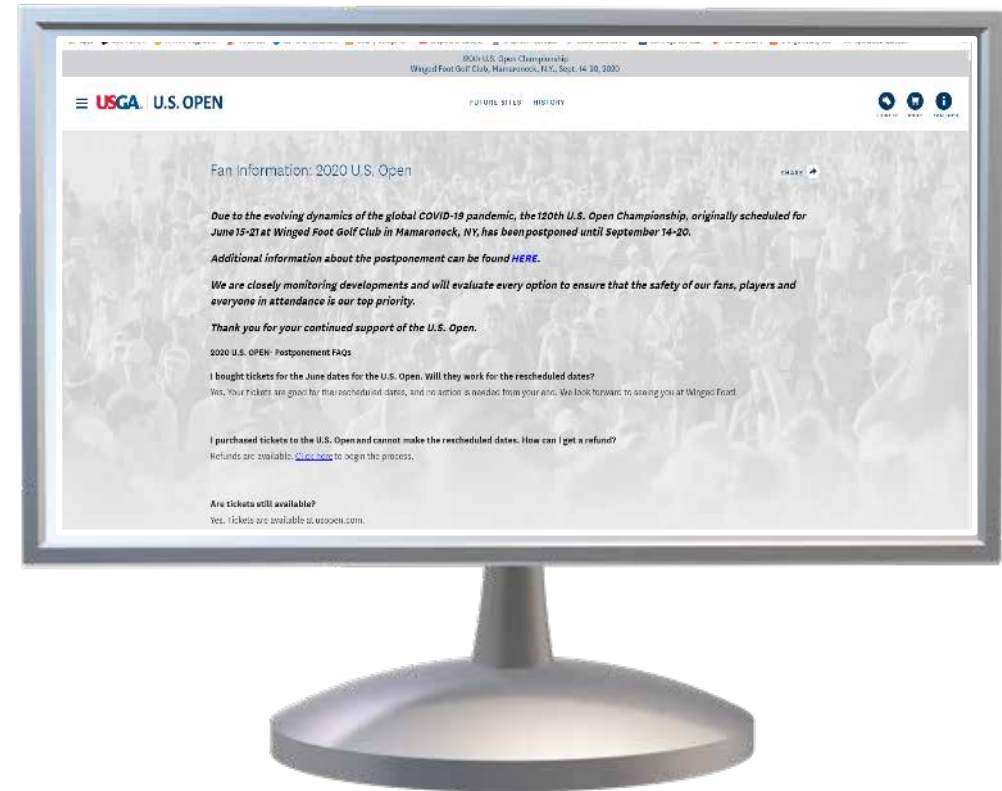 U.S. Open Championship
Winged Foot Golf Club, Mamaroneck, N.Y., Sept. 14-20, 2020
USGA. U.S. OPEN
FUTURE SITES HISTORY
Fan Information: 2020 U.S. Open
SHARE
Due to the evolving dynamics of the global COVID-19 pandemic, the 120th U.S. Open Championship, originally scheduled for
June 15-21 at Winged Foot Golf Club in Mamaroneck, NY, has been postponed until September 14-20.
Additional information about the postponement can be found HERE.
We are closely monitoring developments and will evaluate every option to ensure that the safety of our fans, players and
everyone in attendance is our top priority.
Thank you for your continued support of the U.S. Open.
2020 U.S. OPEN- Postponement FAQs
I bought tickets for the June dates for the U.S. Open. Will they work for the rescheduled dates?
Yes. Your tickets are good for the rescheduled dates, and no action is needed from your end. We look forward to seeing you at Winged Foot!
I purchased tickets to the U.S. Open and cannot make the rescheduled dates. How can I get a refund?
Refunds are available. Click here to begin the process.
Are tickets still available?
Yes. Tickets are available at usopen.com.